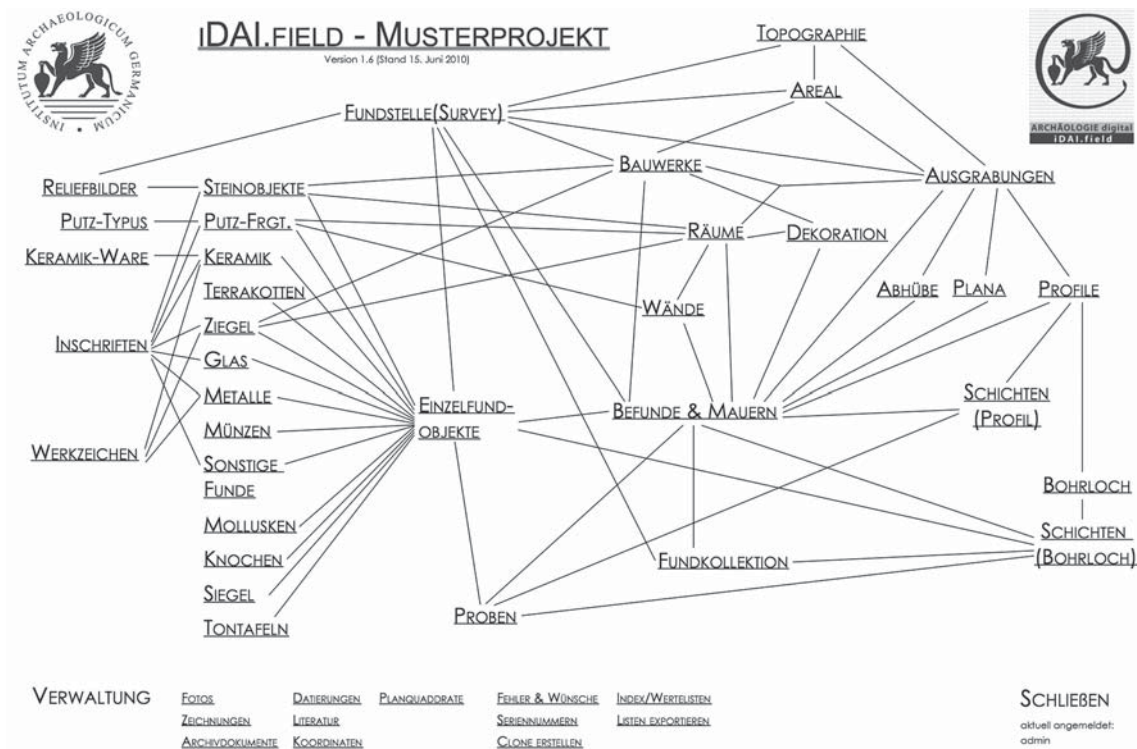 INSTITUTUM ARCHAEOLOGICUM GERMANICUM
iDAI.FIELD - MUSTERPROJEKT
Version 1.6 (Stand 15. Juni 2010)
TOPOGRAPHIE
AREAL
ARCHÄOLOGIE digital
iDAI.field
FUNDSTELLE(SURVEY)
BAUWERKE
AUSGRABUNGEN
RELIEFBILDER
STEINOBJEKTE
PUTZ-TYPUS
PUTZ-FRGT.
RÄUME
DEKORATION
KERAMIK-WARE
KERAMIK
TERRAKOTTEN
ABHÜBE
PLANA
PROFILE
WÄNDE
ZIEGEL
INSCHRIFTEN
GLAS
METALLE
EINZELFUND-
OBJEKTE
BEFUNDE & MAUERN
SCHICHTEN
(PROFIL)
MÜNZEN
WERKZEICHEN
SONSTIGE
FUNDE
BOHRLOCH
MOLLUSKEN
SCHICHTEN
(BOHRLOCH)
KNOCHEN
FUNDKOLLEKTION
SIEGEL
PROBEN
TONTAFELN
VERWALTUNG
FOTOS
DATIERUNGEN
PLANQUADDRATE
FEHLER & WÜNSCHE
INDEX/WERTELISTEN
ZEICHNUNGEN
LITERATUR
SERIENNUMMERN
LISTEN EXPORTIEREN
ARCHIVDOKUMENTE
KOORDINATEN
CLONE ERSTELLEN
SCHLIEßEN
aktuell angemeldet:
admin